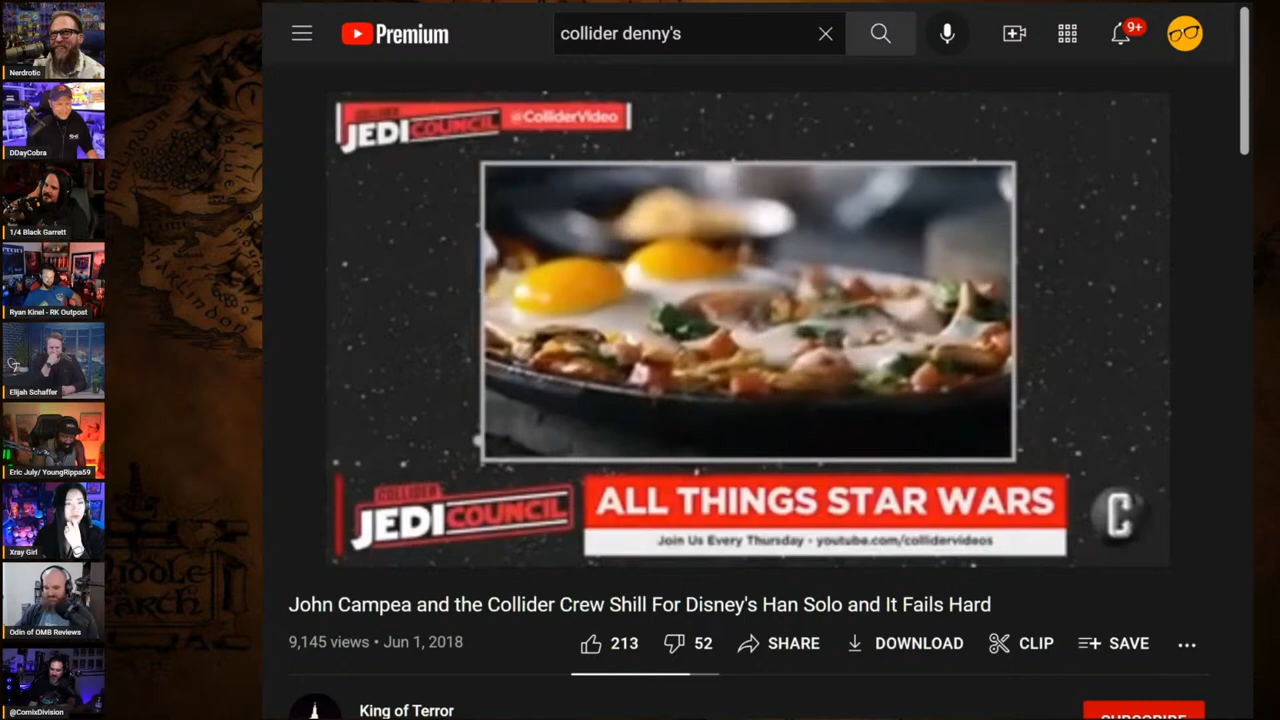 Nerdrotic
DDayCobra
1/4 Black Garrett
Ryan Kinel - RK Outpost
Elijah Schaffer
Eric July/ YoungRippa59
Xray Girl
Odin of OMB Reviews
@ComixDivision
Premium
collider denny's
9+
COLLIDER
JEDI COUNCIL
@ColliderVideo
COLLIDER
JEDI COUNCIL
ALL THINGS STAR WARS
Join Us Every Thursday - youtube.com/collidervideos
C
John Campea and the Collider Crew Shill For Disney's Han Solo and It Fails Hard
9,145 views • Jun 1, 2018
213
52
SHARE
DOWNLOAD
CLIP
SAVE
King of Terror
SUBSCRIBE